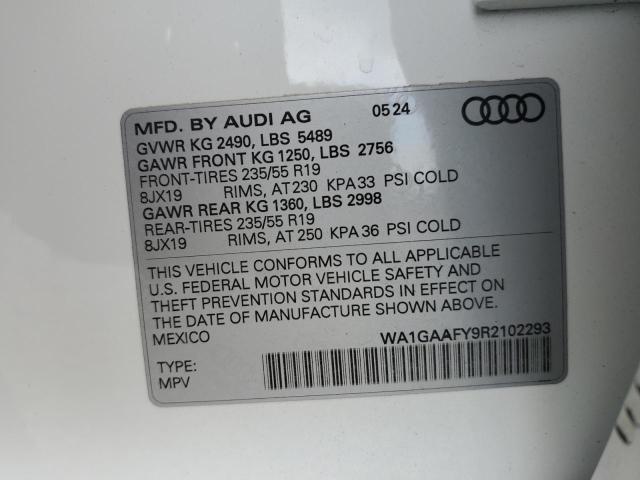 MFD. BY AUDI AG 05 24
GVWR KG 2490, LBS 5489
GAWR FRONT KG 1250, LBS 2756
FRONT-TIRES 235/55 R19
8JX19 RIMS, AT 230 KPA 33 PSI COLD
GAWR REAR KG 1360, LBS 2998
REAR-TIRES 235/55 R19
8JX19 RIMS, AT 250 KPA 36 PSI COLD
THIS VEHICLE CONFORMS TO ALL APPLICABLE
U.S. FEDERAL MOTOR VEHICLE SAFETY AND
THEFT PREVENTION STANDARDS IN EFFECT ON
THE DATE OF MANUFACTURE SHOWN ABOVE.
MEXICO WA1GAAFY9R2102293
TYPE:
MPV